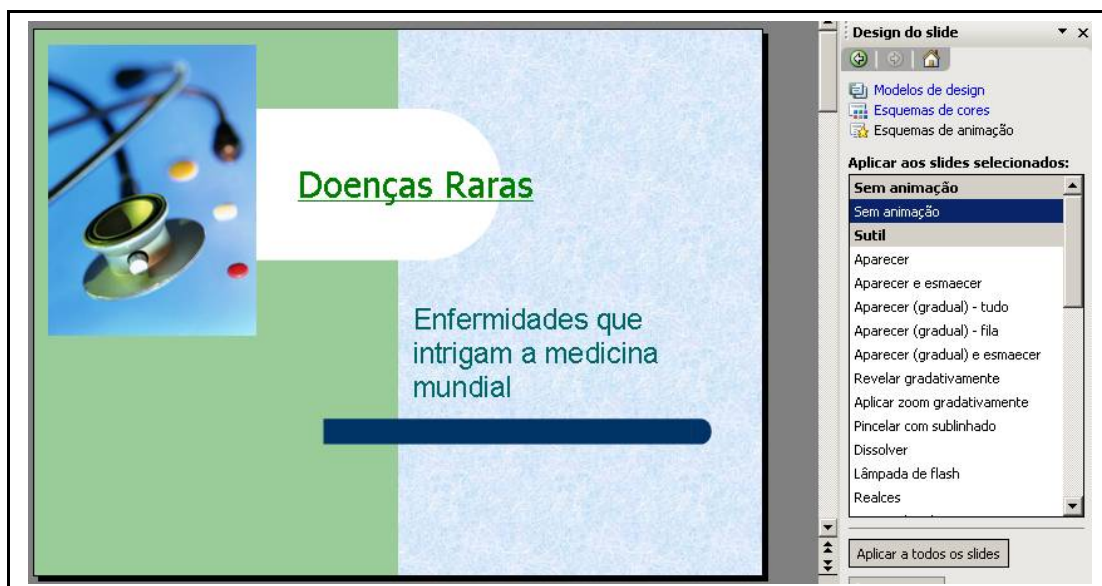 Doenças Raras
Enfermidades que
intrigam a medicina
mundial
Design do slide
Modelos de design
Esquemas de cores
Esquemas de animação
Aplicar aos slides selecionados:
Sem animação
Sem animação
Sutil
Aparecer
Aparecer e esmaecer
Aparecer (gradual) - tudo
Aparecer (gradual) - fila
Aparecer (gradual) e esmaecer
Revelar gradativamente
Aplicar zoom gradativamente
Pincelar com sublinhado
Dissolver
Lâmpada de flash
Realces
Aplicar a todos os slides